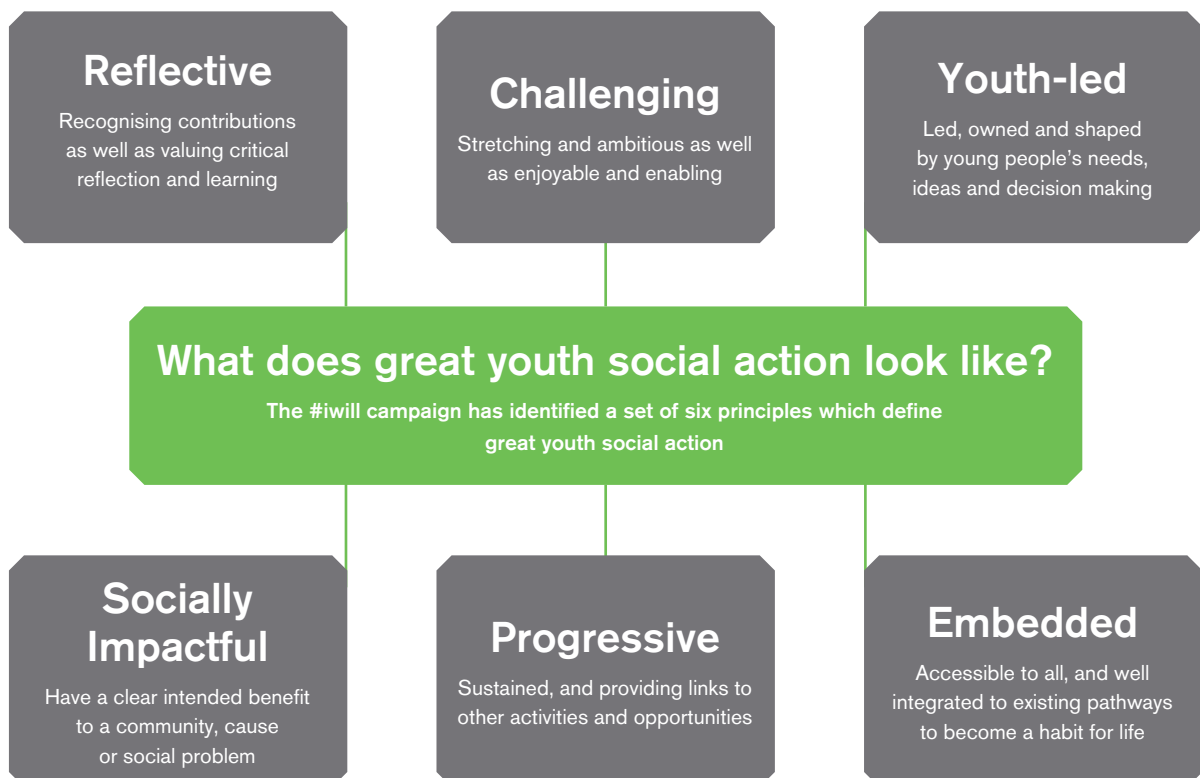 Reflective
Recognising contributions
as well as valuing critical
reflection and learning
Challenging
Stretching and ambitious as well
as enjoyable and enabling
Youth-led
Led, owned and shaped
by young people’s needs,
ideas and decision making
What does great youth social action look like?
The #iwill campaign has identified a set of six principles which define
great youth social action
Socially
Impactful
Have a clear intended benefit
to a community, cause
or social problem
Progressive
Sustained, and providing links to
other activities and opportunities
Embedded
Accessible to all, and well
integrated to existing pathways
to become a habit for life